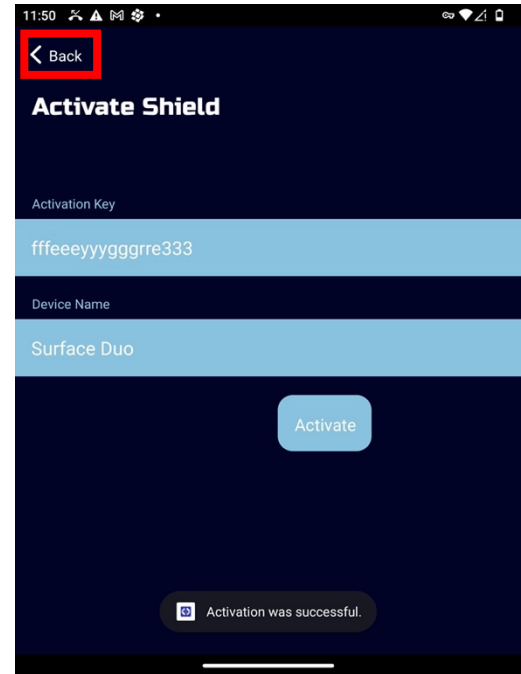 11:50
Back
Activate Shield
Activation Key
fffeeeyyygggrre333
Device Name
Surface Duo
Activate
Activation was successful.